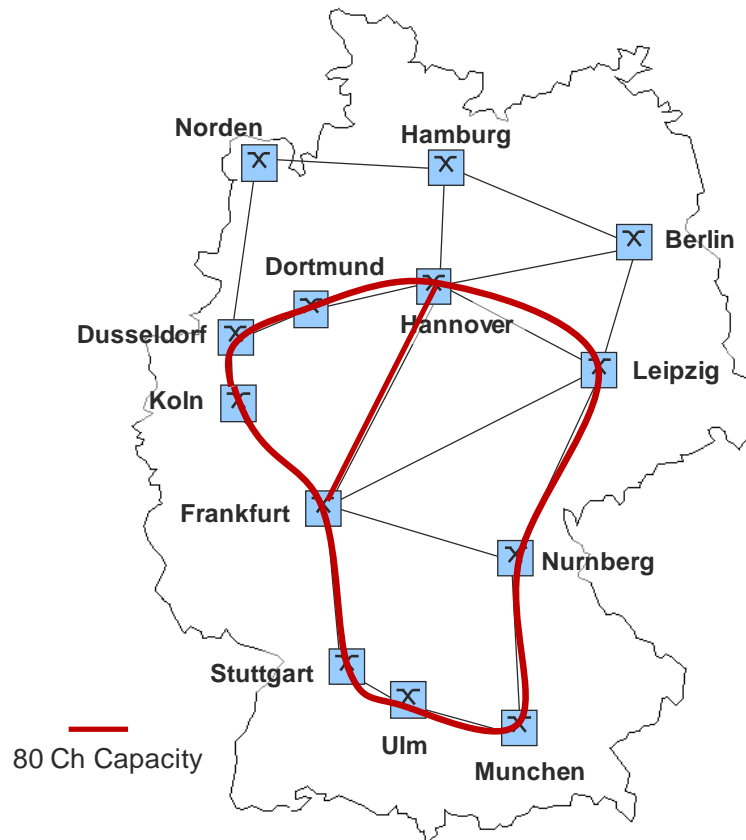 Norden
Hamburg
Berlin
Dortmund
Hannover
Dusseldorf
Leipzig
Koln
Frankfurt
Nurnberg
Stuttgart
Ulm
Munchen
80 Ch Capacity